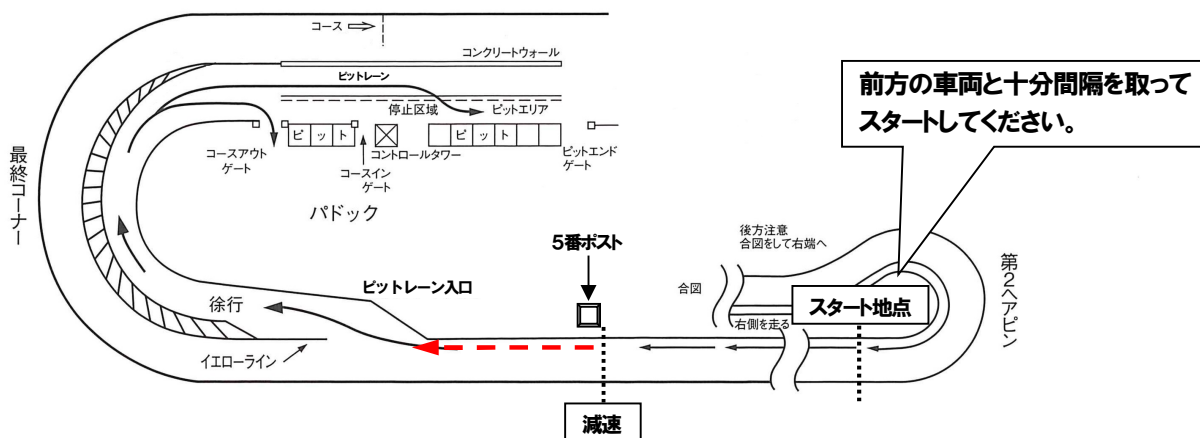 コース
コンクリートウォール
ピットレーン
停止区域
ピットエリア
ピット
ピット
コースアウト
ゲート
コースイン
ゲート
コントロールタワー
ピットエンド
ゲート
最終コーナー
パドック
前方の車両と十分間隔を取って
スタートしてください。
5番ポスト
後方注意
合図をして右端へ
合図
第2ヘアピン
ピットレーン入口
徐行
スタート地点
右側を走る
イエローライン
減速